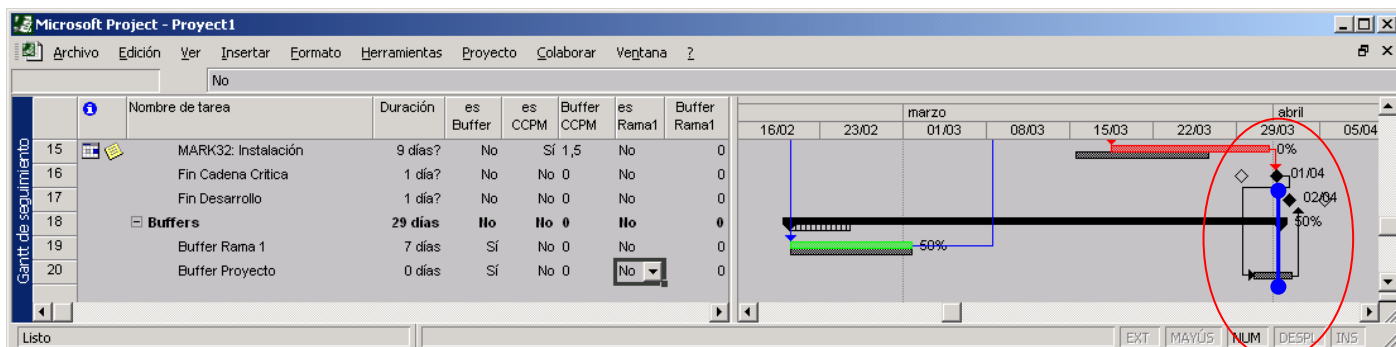 Microsoft Project - Proyect1
Archivo Edición Ver Insertar Formato Herramientas Proyecto Colaborar Ventana ?
No
Nombre de tarea Duración es Buffer es CCPM Buffer CCPM es Rama1 Buffer Rama1
marzo abril
16/02 23/02 01/03 08/03 15/03 22/03 29/03 05/04
Gantt de seguimiento
15 MARK32: Instalación 9 días? No Sí 1,5 No 0 0%
16 Fin Cadena Critica 1 día? No No 0 No 0 01/04
17 Fin Desarrollo 1 día? No No 0 No 0 02/04
18 Buffers 29 días No No 0 No 0 50%
19 Buffer Rama 1 7 días Sí No 0 No 0 50%
20 Buffer Proyecto 0 días Sí No 0 No 0
Listo EXT MAYÚS NUM DESPL INS